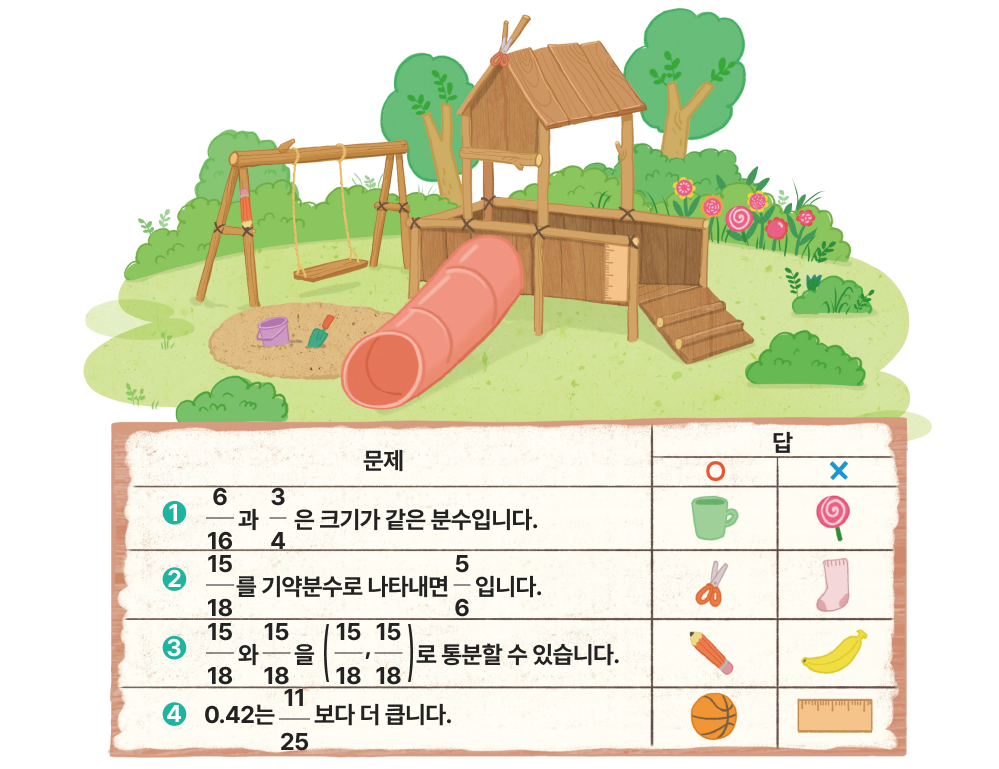 문제
답
O
×
1 6/16 과 3/4 은 크기가 같은 분수입니다.
2 15/18 를 기약분수로 나타내면 5/6 입니다.
3 15/18 와 15/18 을 (15/18, 15/18)로 통분할 수 있습니다.
4 0.42는 11/25 보다 더 큽니다.